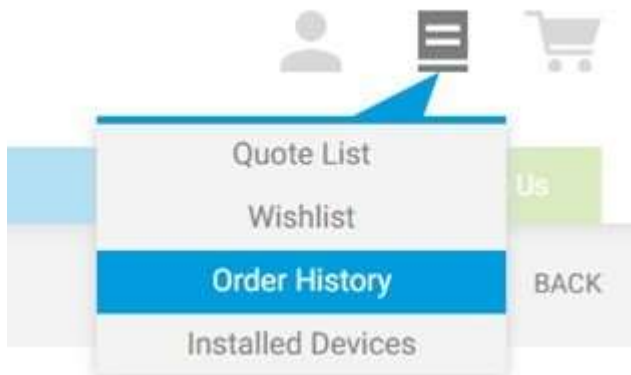 Quote List
Us
Wishlist
Order History
BACK
Installed Devices